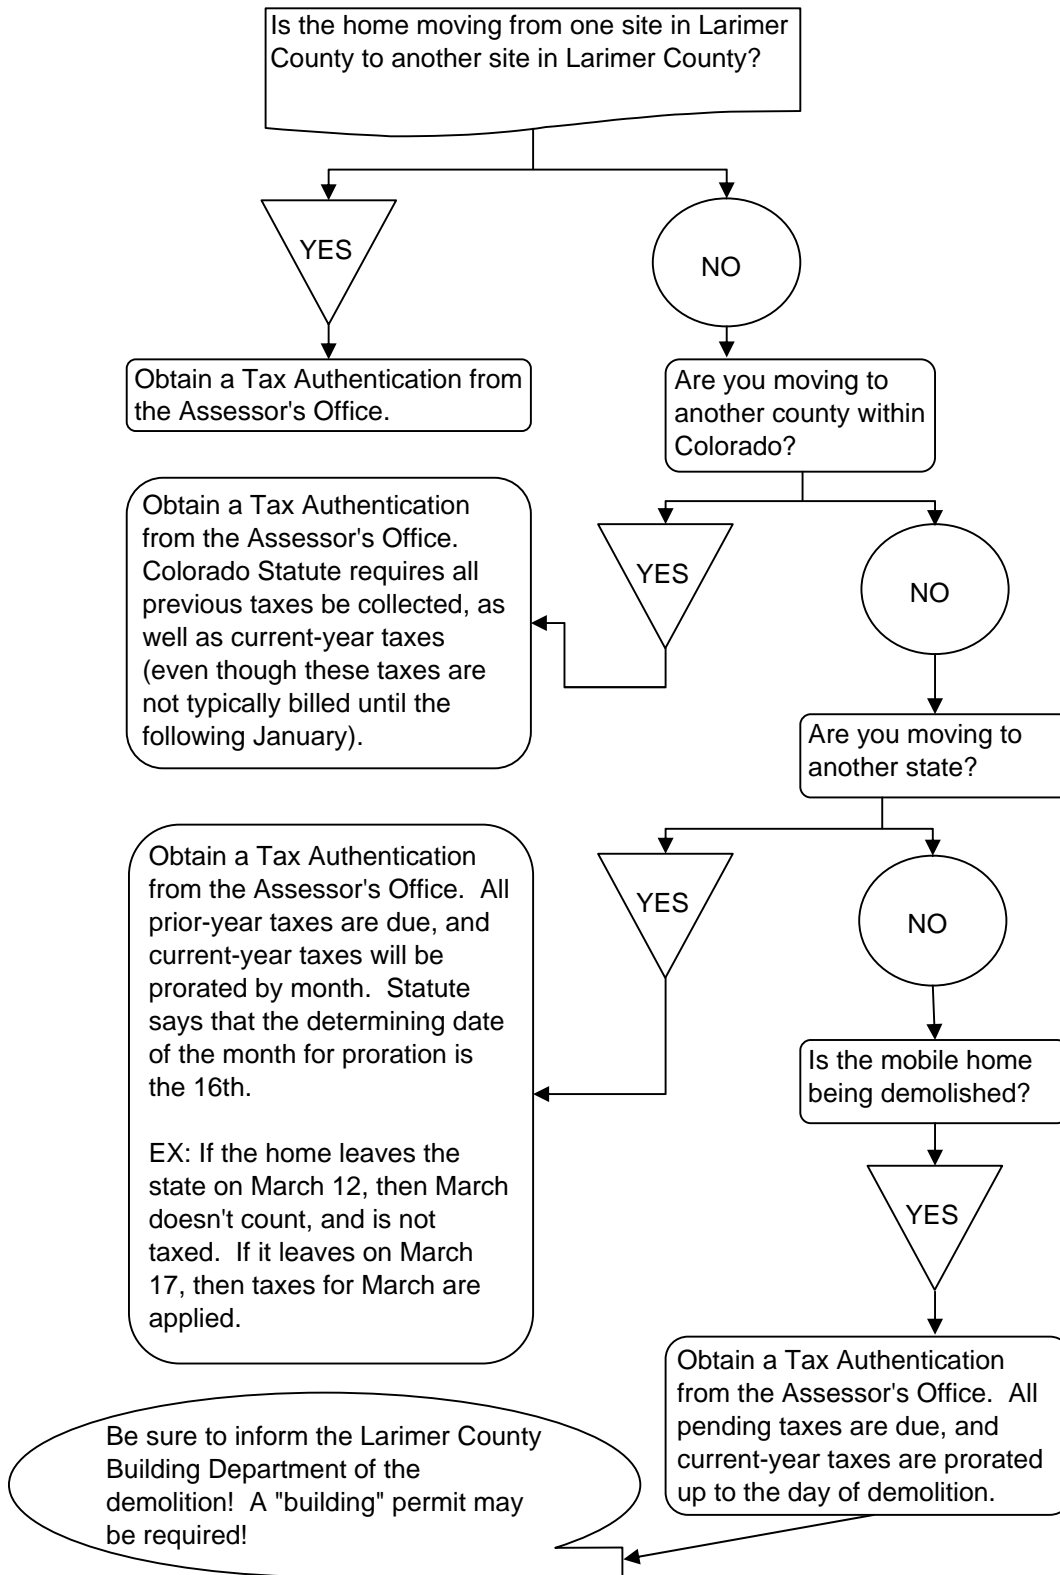 Is the home moving from one site in Larimer
County to another site in Larimer County?
YES
NO
Obtain a Tax Authentication from
the Assessor's Office.
Are you moving to
another county within
Colorado?
YES
NO
Obtain a Tax Authentication
from the Assessor's Office.
Colorado Statute requires all
previous taxes be collected, as
well as current-year taxes
(even though these taxes are
not typically billed until the
following January).
Are you moving to
another state?
YES
NO
Obtain a Tax Authentication
from the Assessor's Office.  All
prior-year taxes are due, and
current-year taxes will be
prorated by month.  Statute
says that the determining date
of the month for proration is
the 16th.
EX: If the home leaves the
state on March 12, then March
doesn't count, and is not
taxed.  If it leaves on March
17, then taxes for March are
applied.
Is the mobile home
being demolished?
YES
Obtain a Tax Authentication
from the Assessor's Office.  All
pending taxes are due, and
current-year taxes are prorated
up to the day of demolition.
Be sure to inform the Larimer County
Building Department of the
demolition!  A "building" permit may
be required!